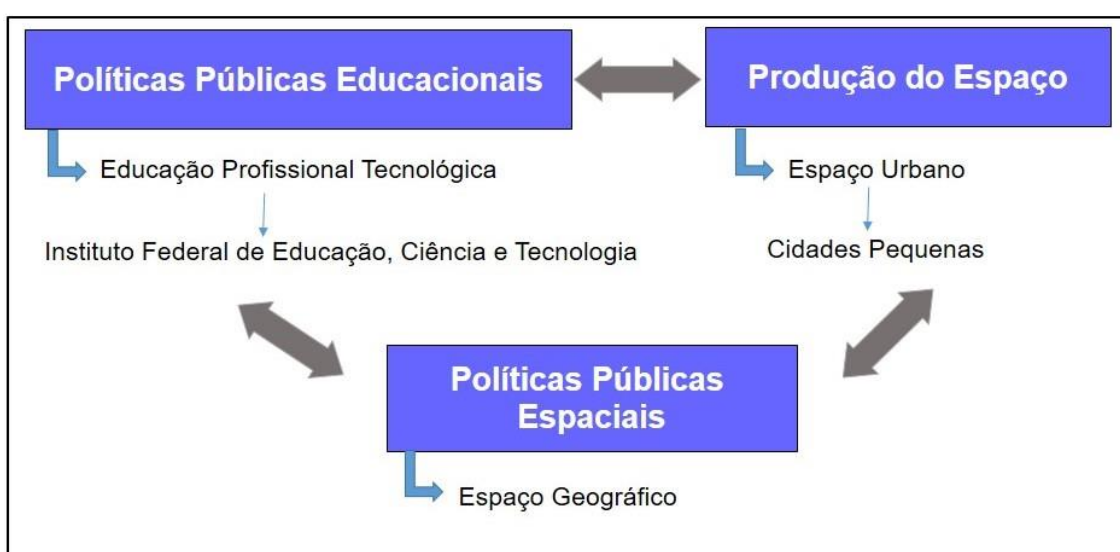 Políticas Públicas Educacionais
Produção do Espaço
Educação Profissional Tecnológica
Espaço Urbano
Instituto Federal de Educação, Ciência e Tecnologia
Cidades Pequenas
Políticas Públicas
Espaciais
Espaço Geográfico